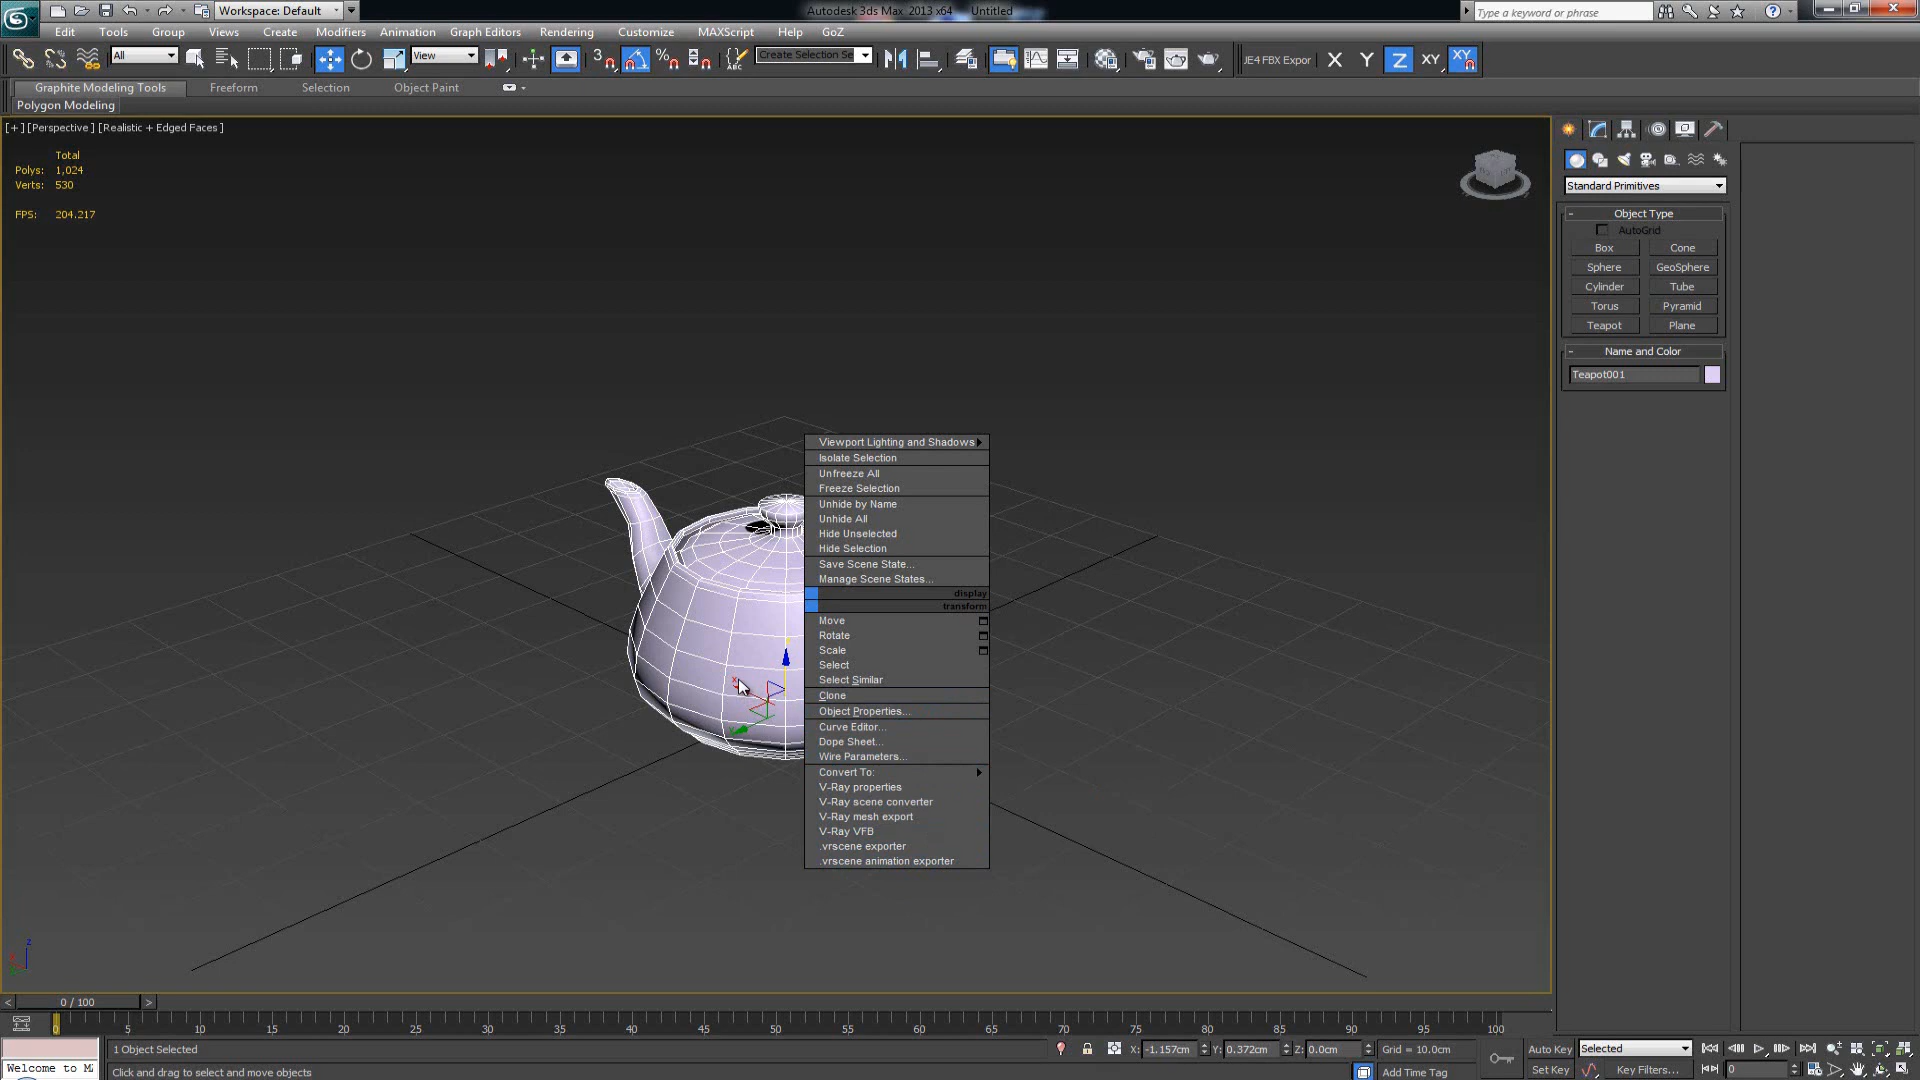 Workspace: Default
Autodesk 3ds Max 2013 x64 Untitled
Type a keyword or phrase
Edit Tools Group Views Create Modifiers Animation Graph Editors Rendering Customize MAXScript Help GoZ
All View 3 Create Selection Se JE4 FBX Expor X Y Z XY XY
Graphite Modeling Tools Freeform Selection Object Paint
Polygon Modeling
[+] [Perspective] [Realistic + Edged Faces]
Total
Polys: 1,024
Verts: 530
FPS: 204.217
Standard Primitives
- Object Type
AutoGrid
Box Cone
Sphere GeoSphere
Cylinder Tube
Torus Pyramid
Teapot Plane
- Name and Color
Teapot001
Viewport Lighting and Shadows
Isolate Selection
Unfreeze All
Freeze Selection
Unhide by Name
Unhide All
Hide Unselected
Hide Selection
Save Scene State...
Manage Scene States...
display
transform
Move
Rotate
Scale
Select
Select Similar
Clone
Object Properties...
Curve Editor...
Dope Sheet...
Wire Parameters...
Convert To:
V-Ray properties
V-Ray scene converter
V-Ray mesh export
V-Ray VFB
.vrscene exporter
.vrscene animation exporter
x
z
< 0 / 100 >
0 5 10 15 20 25 30 35 40 45 50 55 60 65 70 75 80 85 90 95 100
1 Object Selected X: -1.157cm Y: 0.372cm Z: 0.0cm Grid = 10.0cm Auto Key Selected
Welcome to M Click and drag to select and move objects Add Time Tag Set Key Key Filters... 0